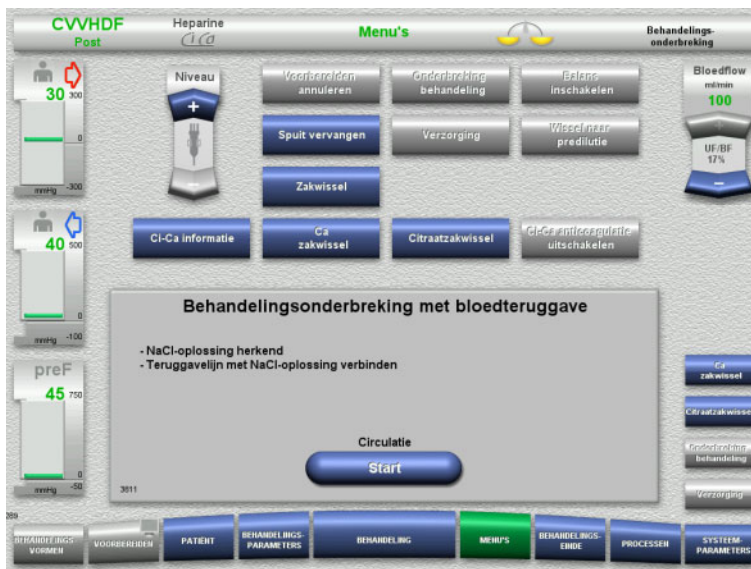 CVVHDF
Post
Heparine
Ci Ca
Menu's
Behandelings-
onderbreking
30
300
0
mmHg
-300
Niveau
Voorbereiden
annuleren
Onderbreking
behandeling
Balans
inschakelen
Bloedflow
ml/min
100
UF/BF
17%
Spuit vervangen
Verzorging
Wissel naar
predilutie
Zakwissel
40
500
0
mmHg
-100
Ci-Ca informatie
Ca
zakwissel
Citraatzakwissel
Ci-Ca anticoagulatie
uitschakelen
Behandelingsonderbreking met bloedteruggave
- NaCl-oplossing herkend
- Teruggavelijn met NaCl-oplossing verbinden
Circulatie
Start
3811
preF
45
750
0
mmHg
-50
Ca
zakwissel
Citraatzakwissel
Onderbreking
behandeling
Verzorging
289
BEHANDELINGS-
VORMEN
VOORBEREIDEN
PATIËNT
BEHANDELINGS-
PARAMETERS
BEHANDELING
MENU'S
BEHANDELINGS-
EINDE
PROCESSEN
SYSTEEM-
PARAMETERS